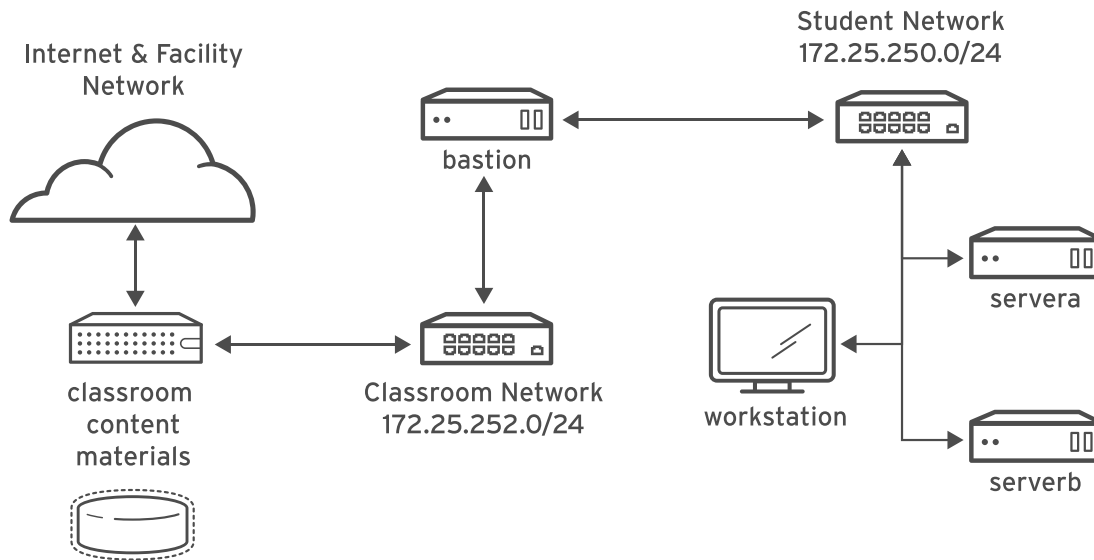 Internet & Facility
Network
Student Network
172.25.250.0/24
bastion
servera
classroom
content
materials
Classroom Network
172.25.252.0/24
workstation
serverb